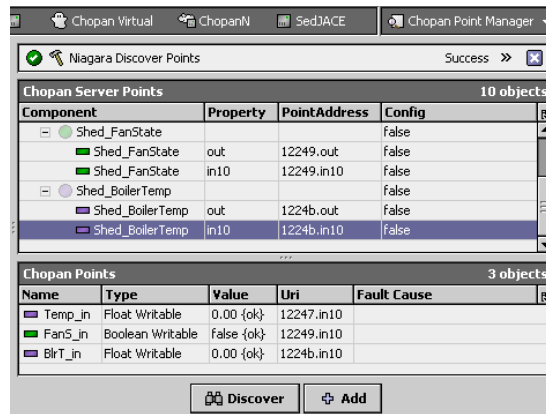 Chopan Virtual ChopanN SedJACE Chopan Point Manager
Niagara Discover Points Success »
Chopan Server Points 10 objects
Component Property PointAddress Config
Shed_FanState false
Shed_FanState out 12249.out false
Shed_FanState in10 12249.in10 false
Shed_BoilerTemp false
Shed_BoilerTemp out 1224b.out false
Shed_BoilerTemp in10 1224b.in10 false
Chopan Points 3 objects
Name Type Value Uri Fault Cause
Temp_in Float Writable 0.00 {ok} 12247.in10
FanS_in Boolean Writable false {ok} 12249.in10
BlrT_in Float Writable 0.00 {ok} 1224b.in10
Discover Add